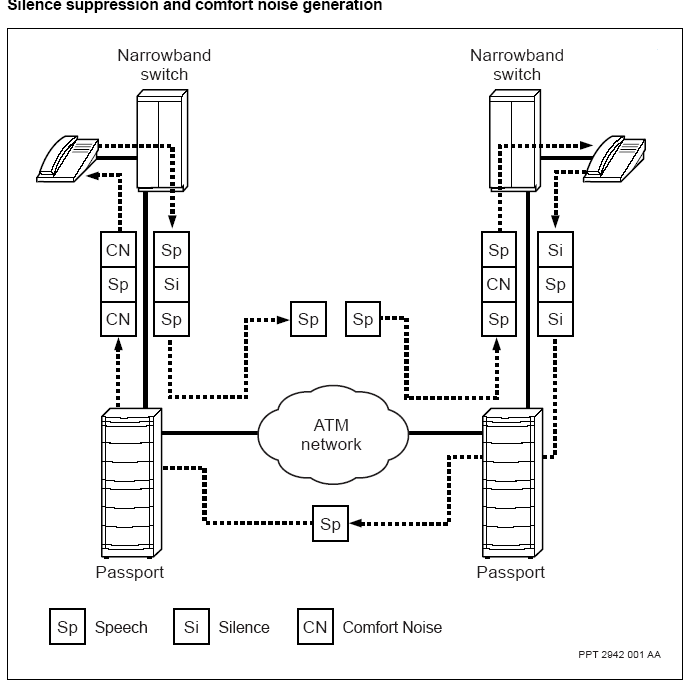 Silence suppression and comfort noise generation
Narrowband
switch
Narrowband
switch
CN
Sp
CN
Sp
Si
Sp
Sp
Sp
Sp
CN
Sp
Si
Sp
Si
ATM
network
Sp
Passport
Passport
Sp Speech
Si Silence
CN Comfort Noise
PPT 2942 001 AA